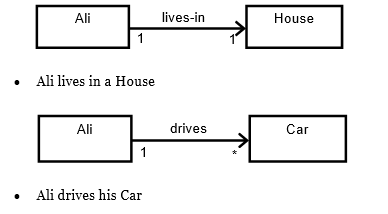 Ali lives-in House
1 1
• Ali lives in a House
Ali drives Car
1 *
• Ali drives his Car